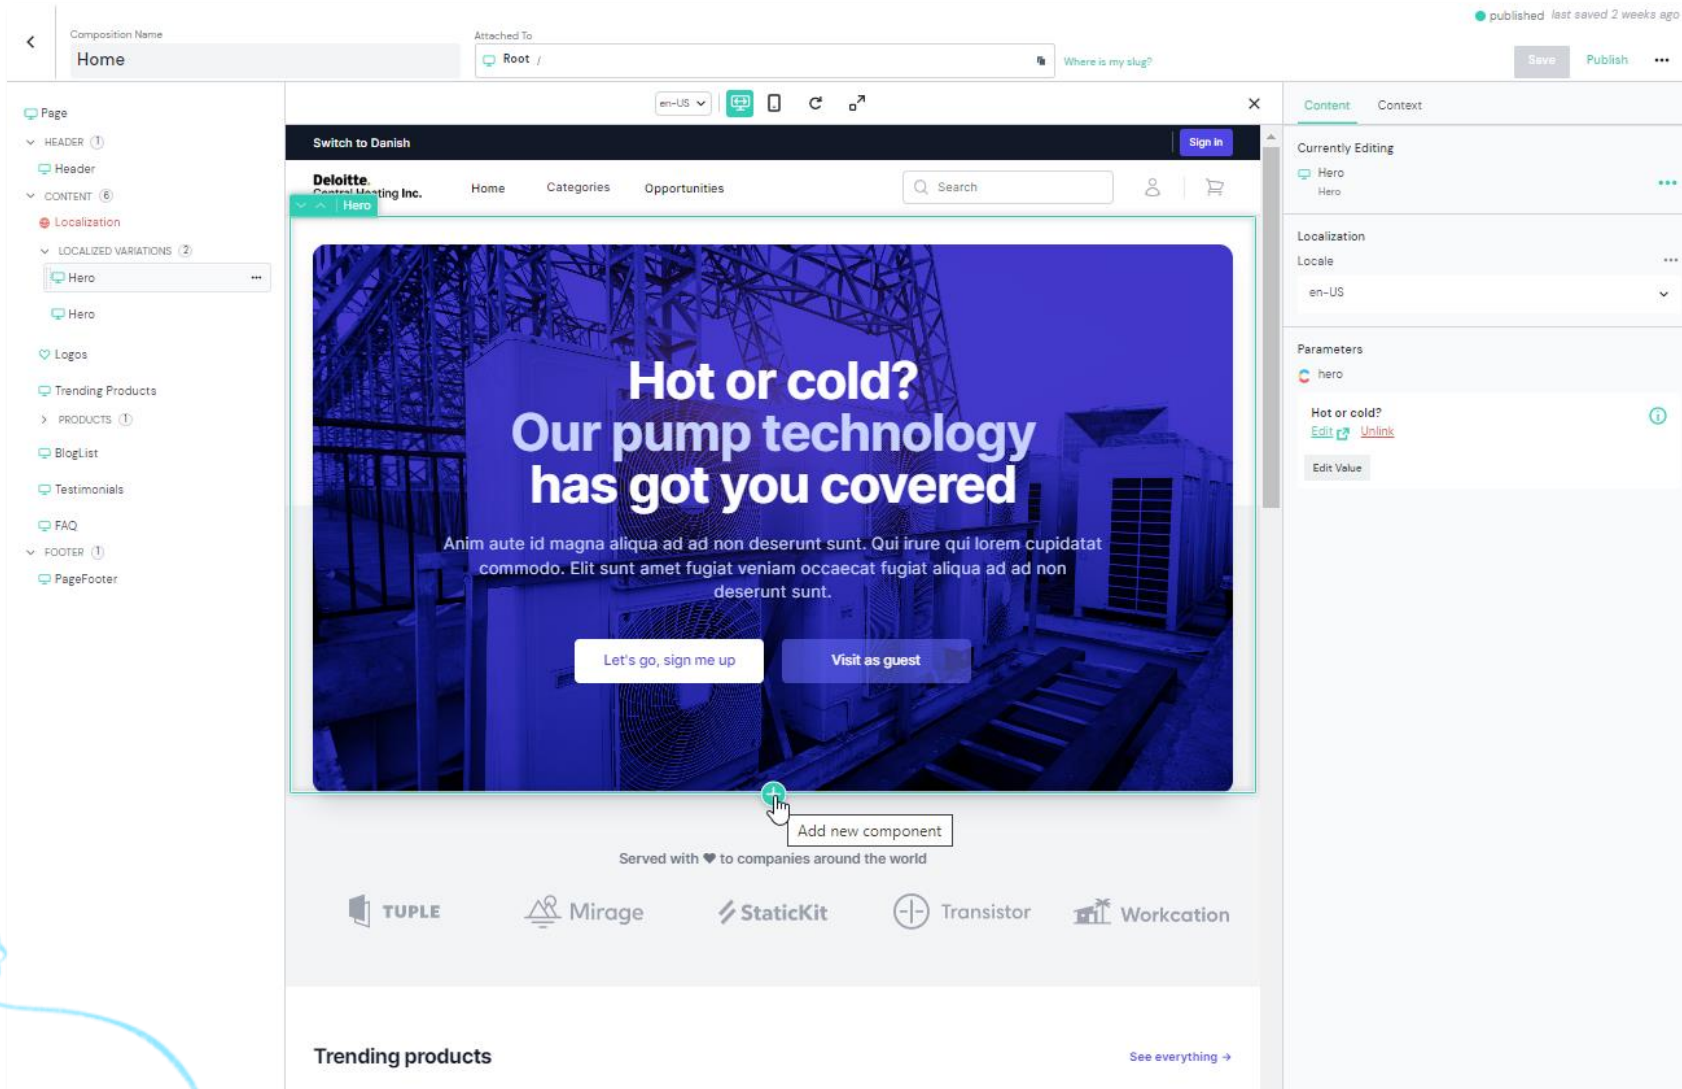 published last saved 2 weeks ago
Composition Name
Home
Attached To
Root /
Where is my slug?
Save
Publish
Page
HEADER 1
Header
CONTENT 6
Localization
LOCALIZED VARIATIONS 2
Hero
Hero
Logos
Trending Products
PRODUCTS 1
BlogList
Testimonials
FAQ
FOOTER 1
PageFooter
en-US
Switch to Danish
Sign in
Deloitte.
Central Heating Inc.
Home
Categories
Opportunities
Search
Hero
Hot or cold?
Our pump technology
has got you covered
Anim aute id magna aliqua ad ad non deserunt sunt. Qui irure qui lorem cupidatat
commodo. Elit sunt amet fugiat veniam occaecat fugiat aliqua ad ad non
deserunt sunt.
Let's go, sign me up
Visit as guest
Add new component
Served with ♥ to companies around the world
TUPLE
Mirage
StaticKit
Transistor
Workcation
Trending products
See everything →
Content
Context
Currently Editing
Hero
Hero
Localization
Locale
en-US
Parameters
hero
Hot or cold?
Edit
Unlink
Edit Value